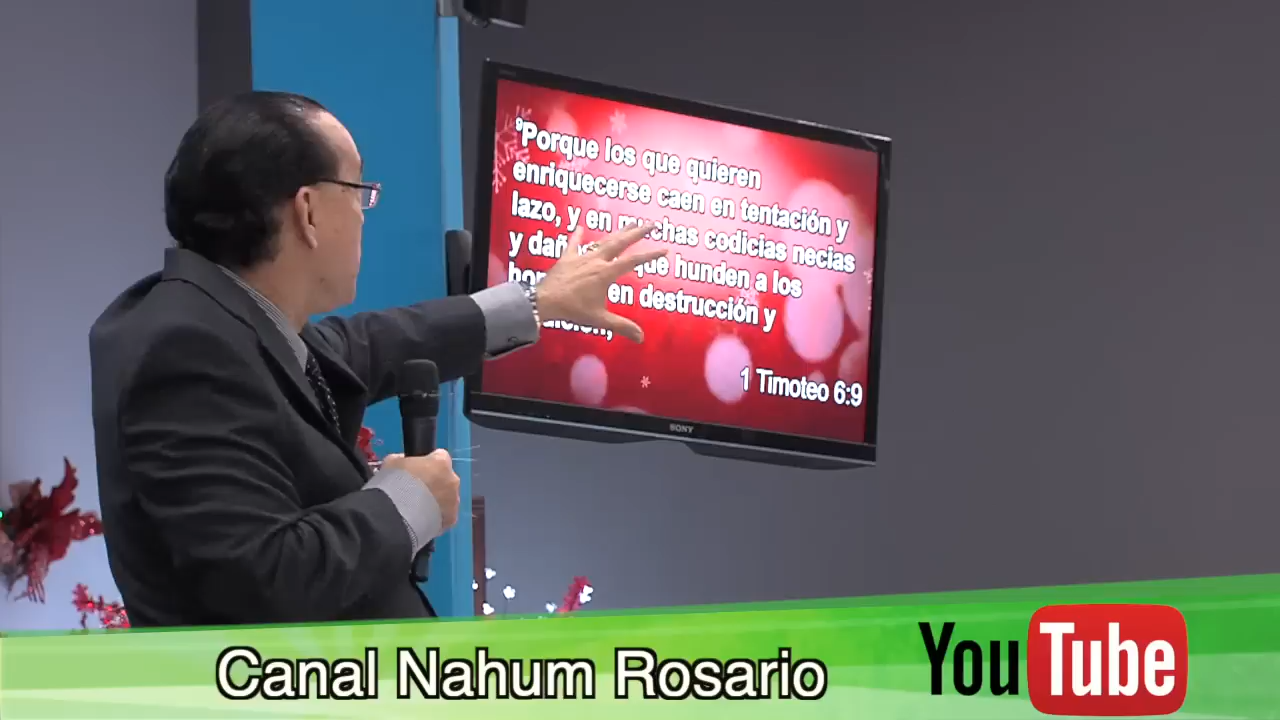 ⁹Porque los que quieren
enriquecerse caen en tentación y
lazo, y en muchas codicias necias
y que hunden a los
en destrucción y
1 Timoteo 6:9
SONY
Canal Nahum Rosario
YouTube